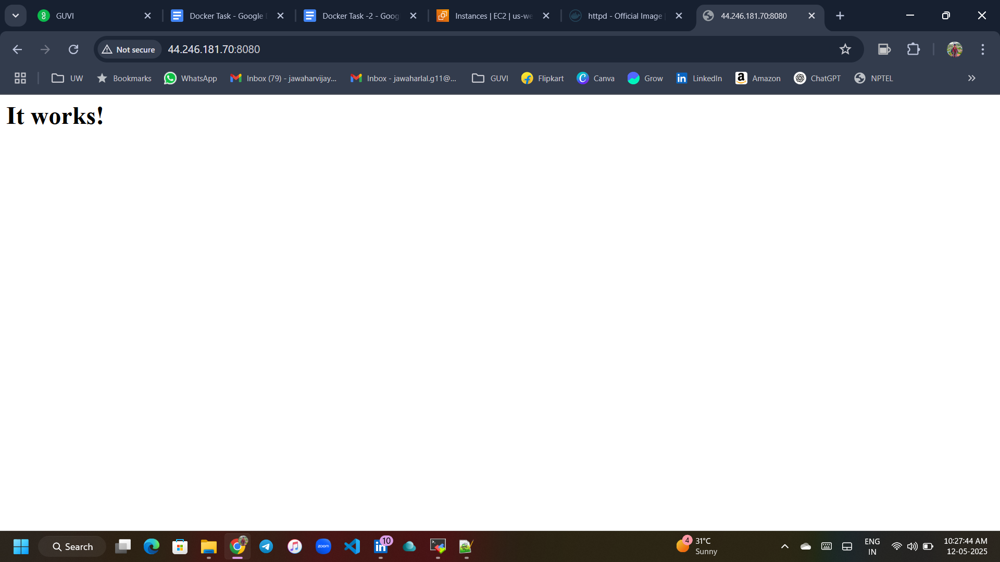 GUVI
Docker Task - Google
Docker Task -2 - Goog
Instances | EC2 | us-we
httpd - Official Image
44.246.181.70:8080
Not secure
44.246.181.70:8080
UW
Bookmarks
WhatsApp
Inbox (79) - jawaharvijay...
Inbox - jawaharlal.g11@...
GUVI
Flipkart
Canva
Grow
LinkedIn
Amazon
ChatGPT
NPTEL
It works!
Search
zoom
10
4
31°C
Sunny
ENG
IN
10:27:44 AM
12-05-2025